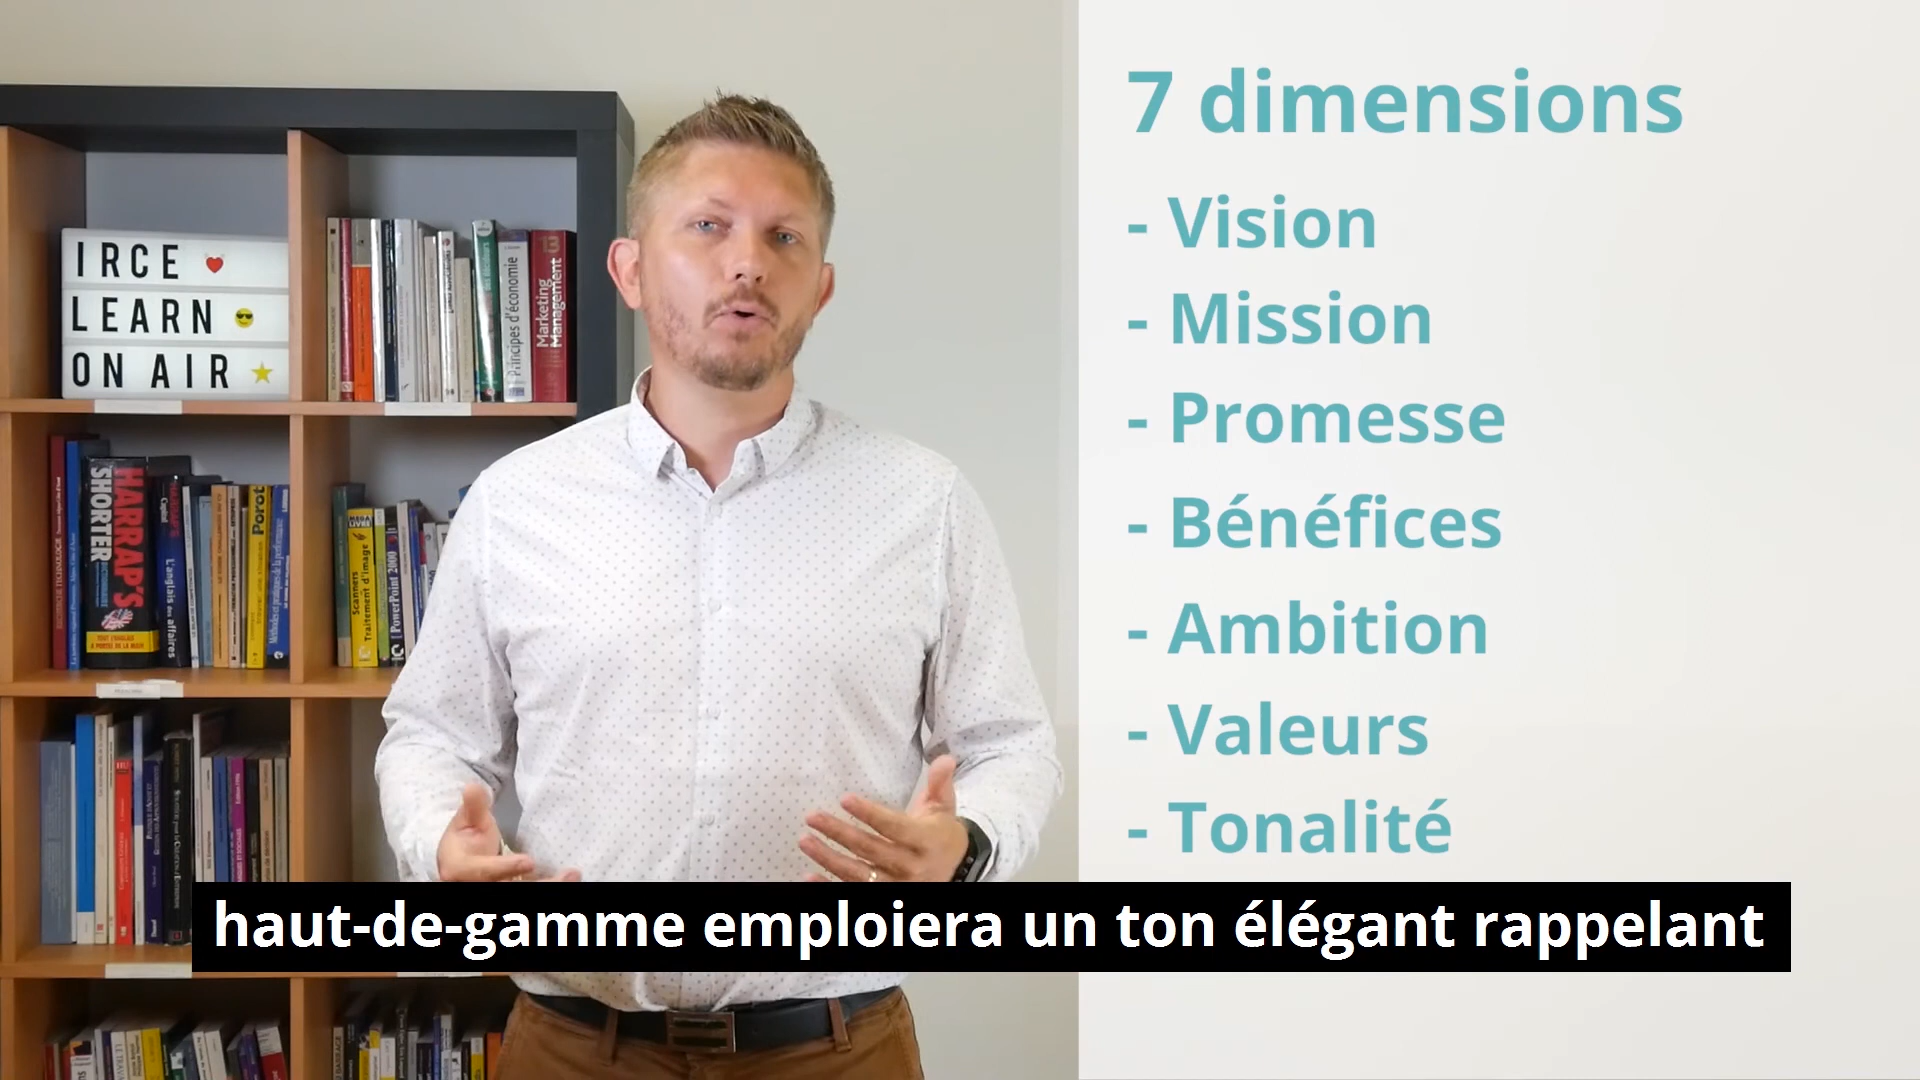 7 dimensions
- Vision
- Mission
- Promesse
- Bénéfices
- Ambition
- Valeurs
- Tonalité
haut-de-gamme emploiera un ton élégant rappelant
IRCE
LEARN
ON AIR
Principes d'économie
Marketing Management
HARRAP'S
SHORTER
L'anglais des affaires
Scanners
Traitement d'image
PowerPoint 2000